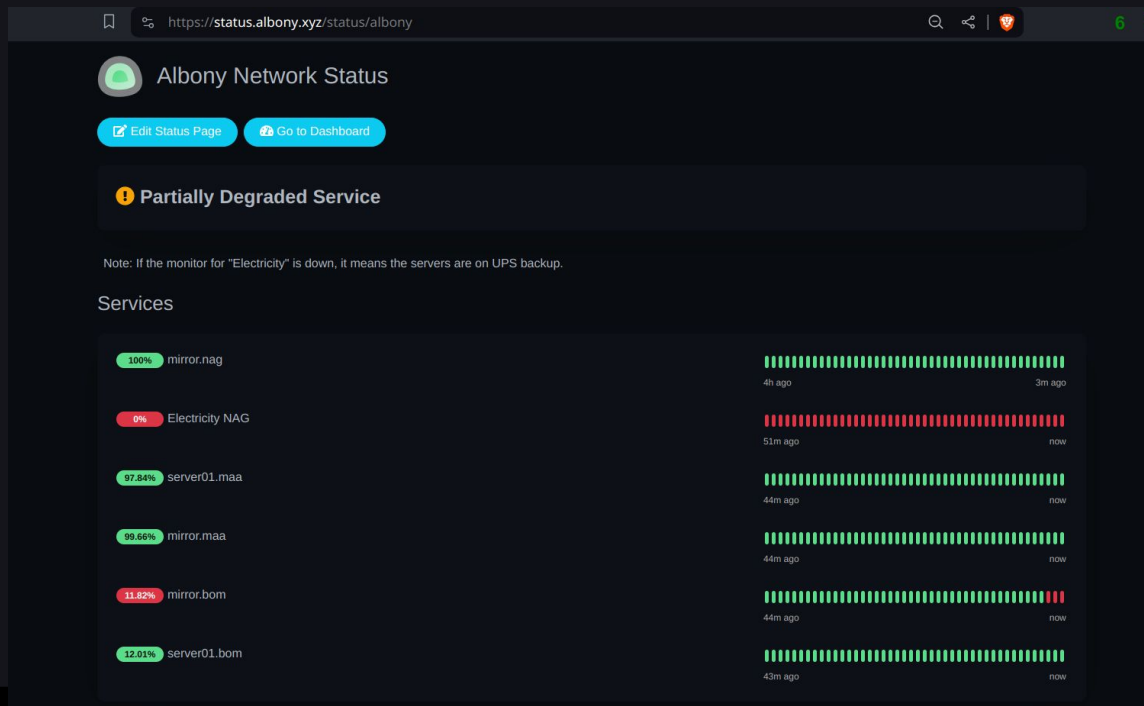 https://status.albony.xyz/status/albony
6
Albony Network Status
Edit Status Page Go to Dashboard
Partially Degraded Service
Note: If the monitor for "Electricity" is down, it means the servers are on UPS backup.
Services
100% mirror.nag
4h ago 3m ago
0% Electricity NAG
51m ago now
97.84% server01.maa
44m ago now
99.66% mirror.maa
44m ago now
11.82% mirror.bom
44m ago now
12.01% server01.bom
43m ago now